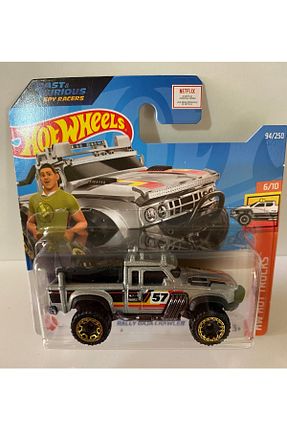 FAST &
FURIOUS
SPY RACERS
NETFLIX
Hot Wheels
94/250
6/10
HW HOT TRUCKS
57
RALLY BAJA CRAWLER